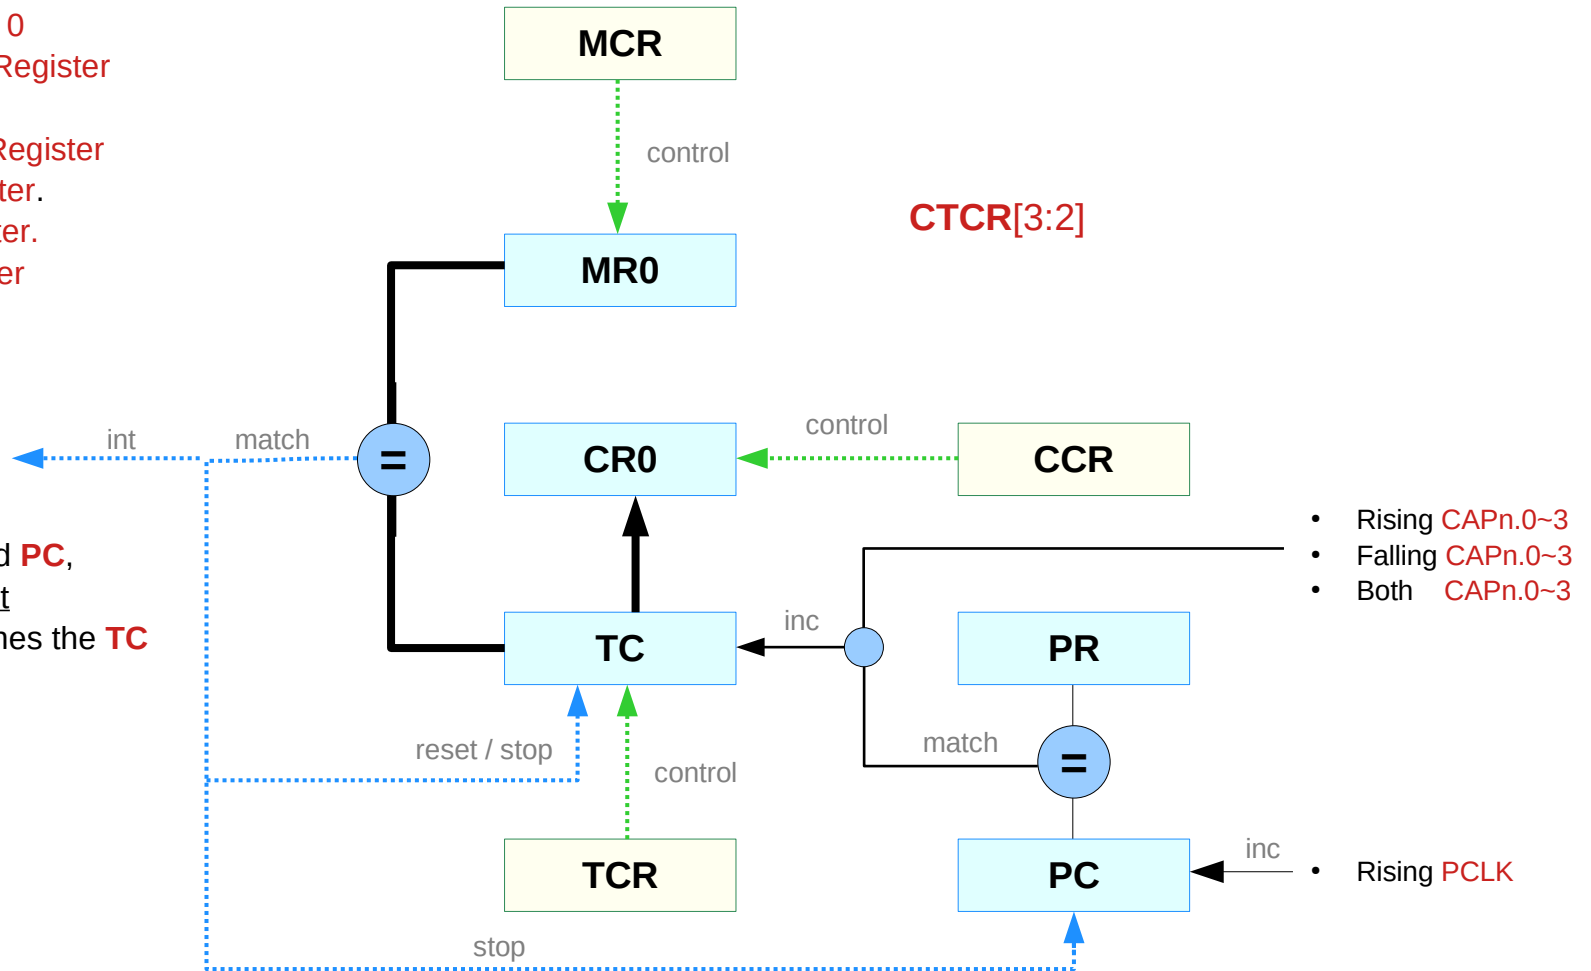 0
Register
Register
ter.
ter.
er
MCR
control
CTCR[3:2]
MR0
int
match
=
CR0
control
CCR
d PC,
t
nes the TC
Rising CAPn.0~3
Falling CAPn.0~3
Both CAPn.0~3
TC
inc
PR
reset / stop
control
match
=
TCR
PC
inc
Rising PCLK
stop